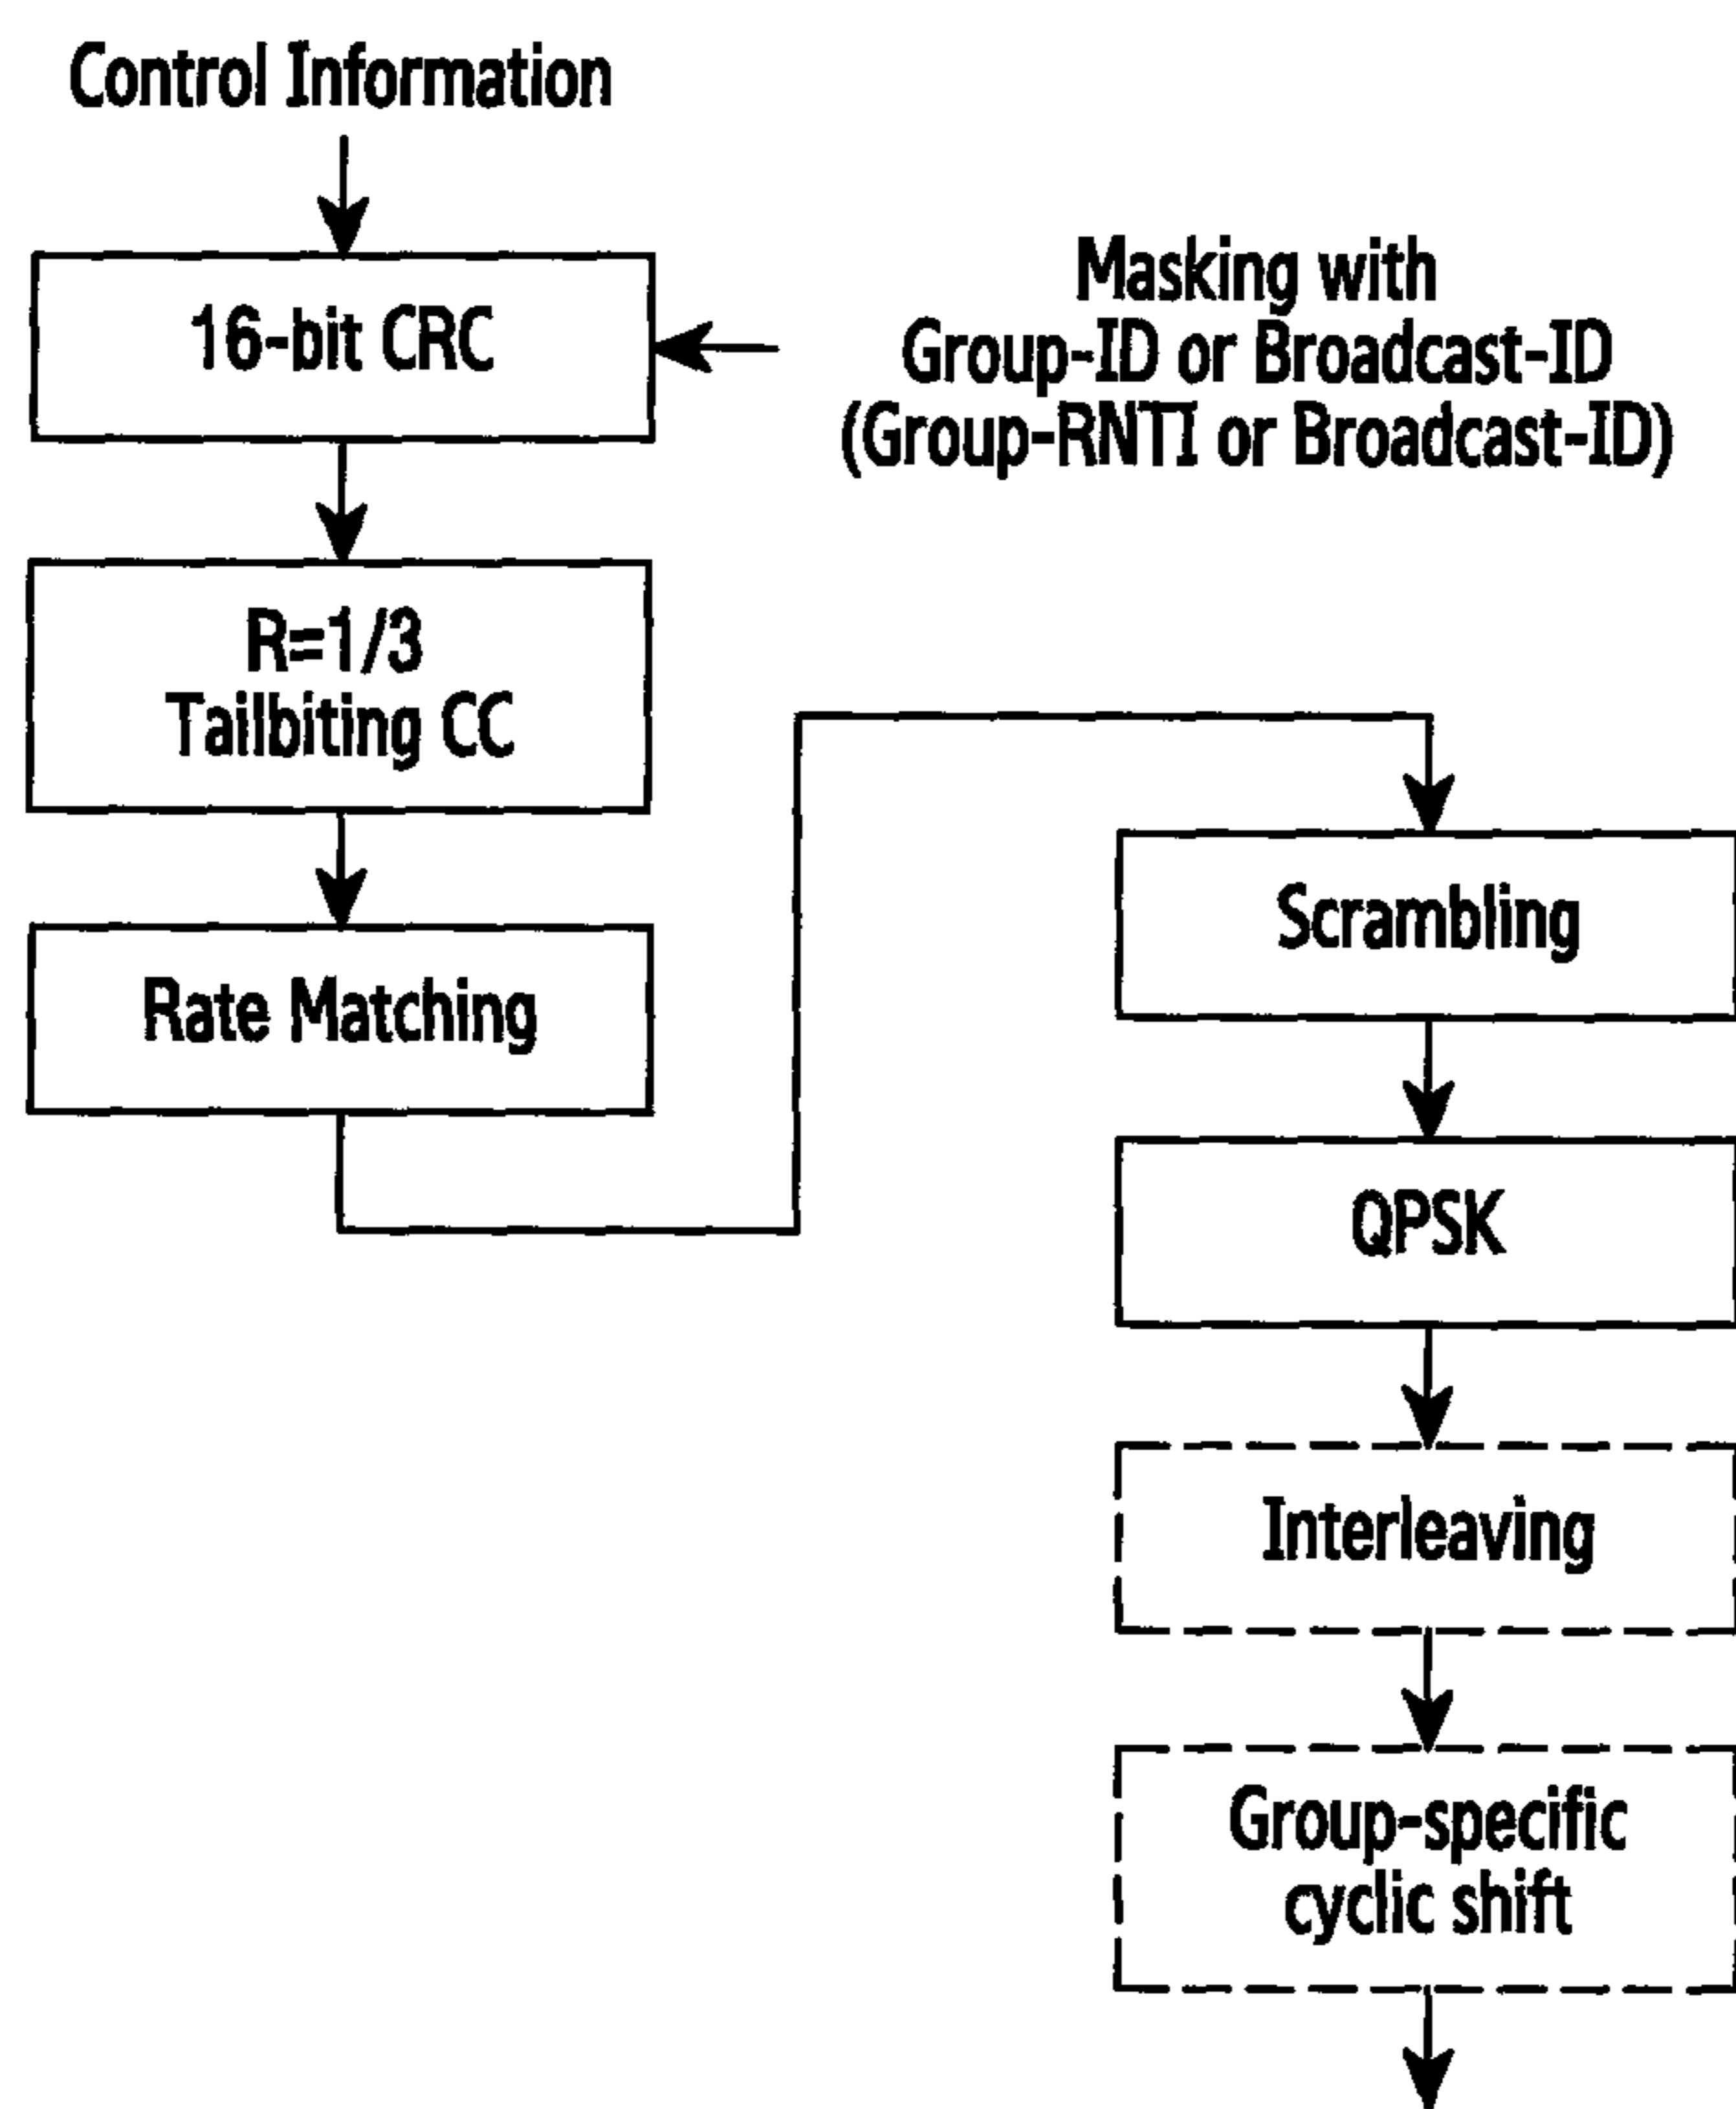 Control Information
16-bit CRC
Masking with
Group-ID or Broadcast-ID
(Group-RNTI or Broadcast-ID)
R=1/3
Tailbiting CC
Rate Matching
Scrambling
QPSK
Interleaving
Group-specific
cyclic shift